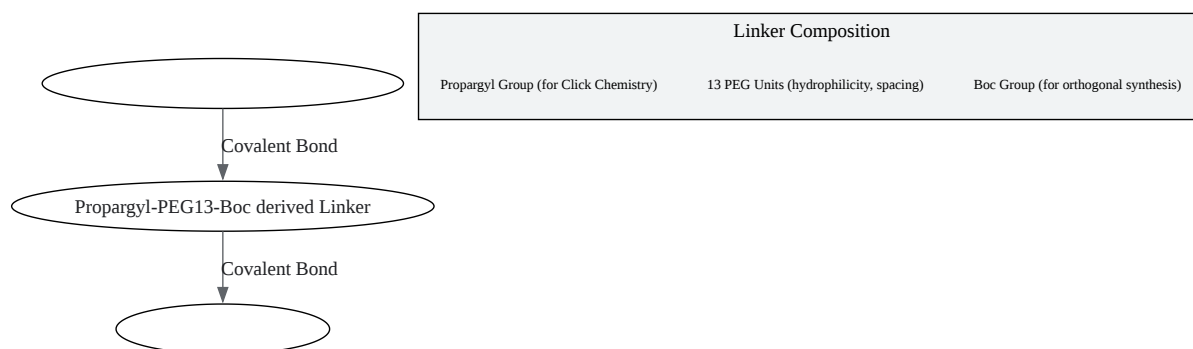 Linker Composition
Propargyl Group (for Click Chemistry) 13 PEG Units (hydrophilicity, spacing) Boc Group (for orthogonal synthesis)
Covalent Bond
Propargyl-PEG13-Boc derived Linker
Covalent Bond